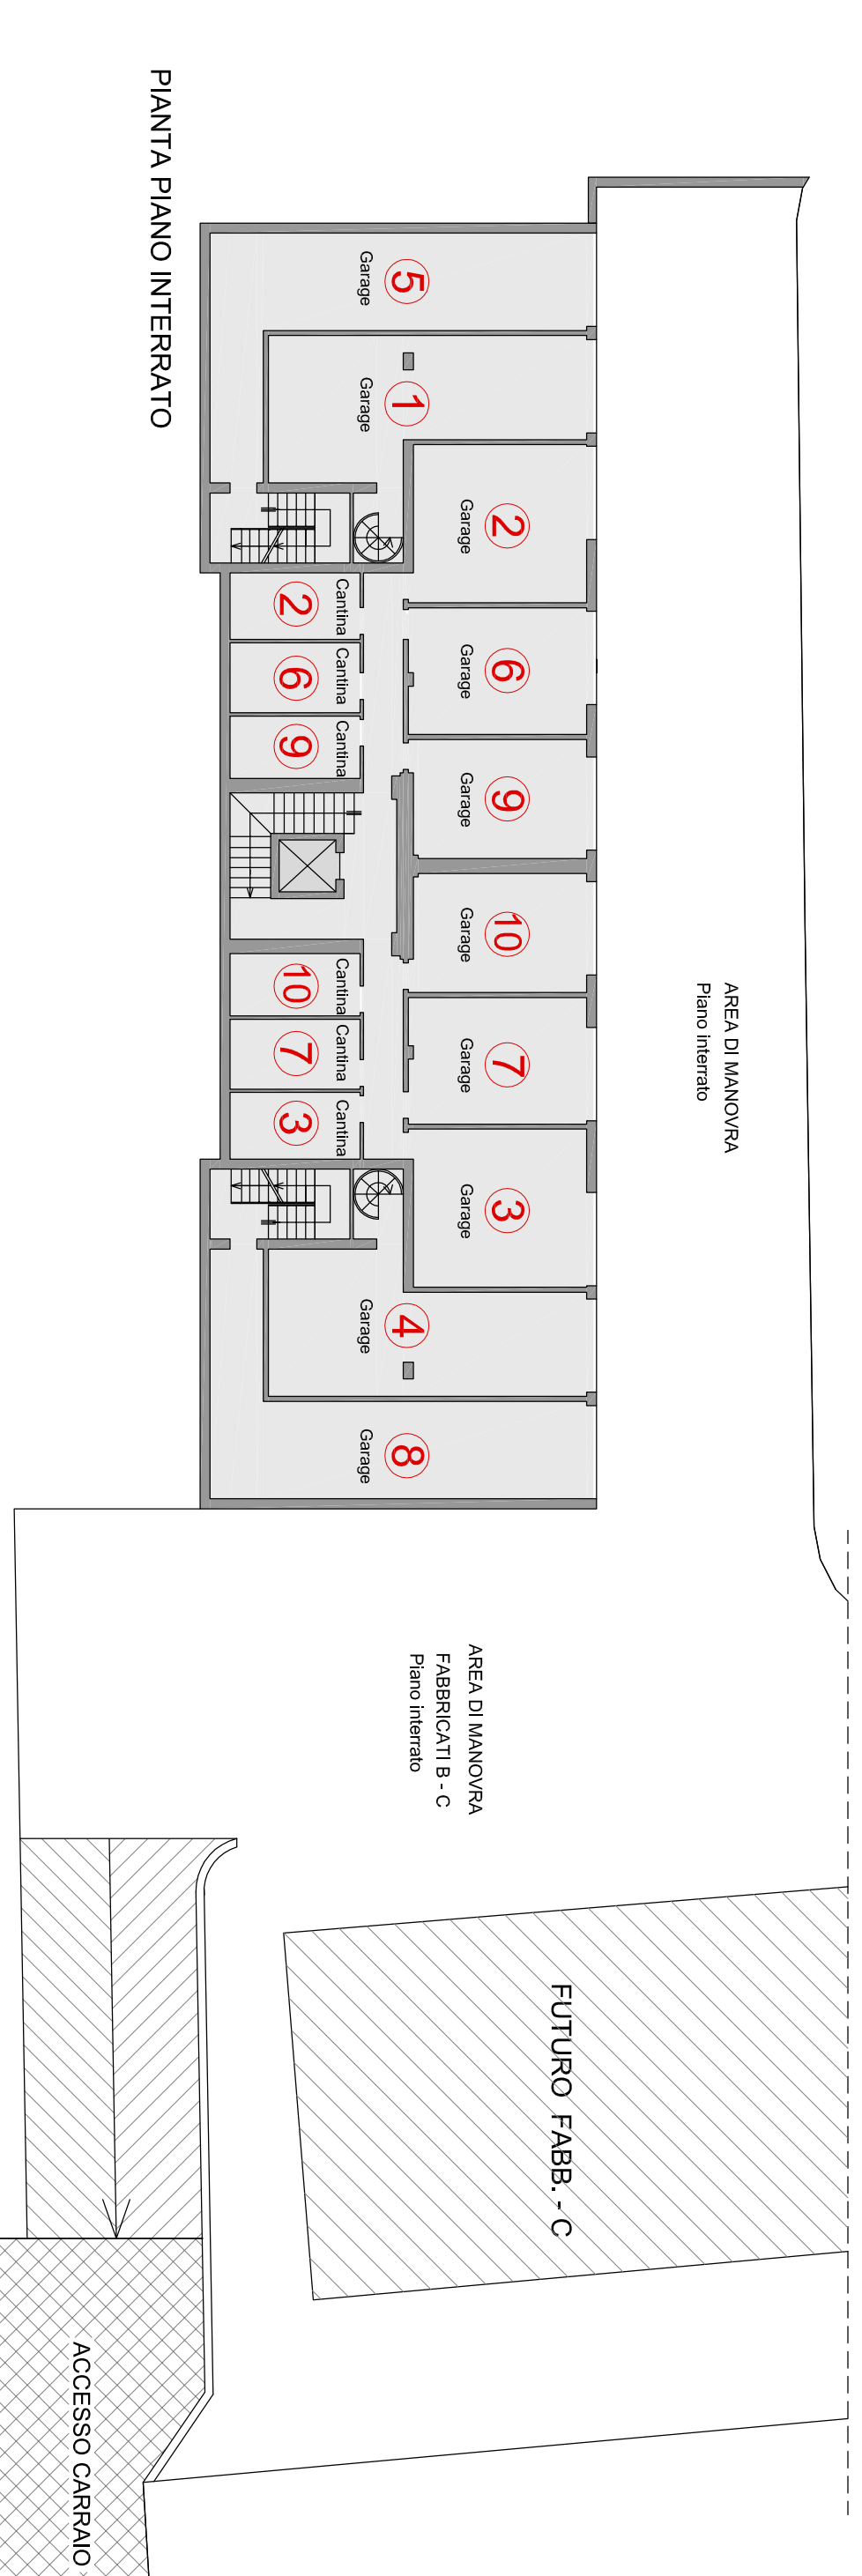 PIANTA PIANO INTERRATO
5
Garage
1
Garage
2
Garage
6
Garage
9
Garage
10
Garage
7
Garage
3
Garage
4
Garage
8
Garage
Cantina
2
Cantina
6
Cantina
9
Cantina
10
Cantina
7
Cantina
3
AREA DI MANOVRA
Piano interrato
AREA DI MANOVRA
FABBRICATI B - C
Piano interrato
FUTURO FABB. - C
ACCESSO CARRAIO